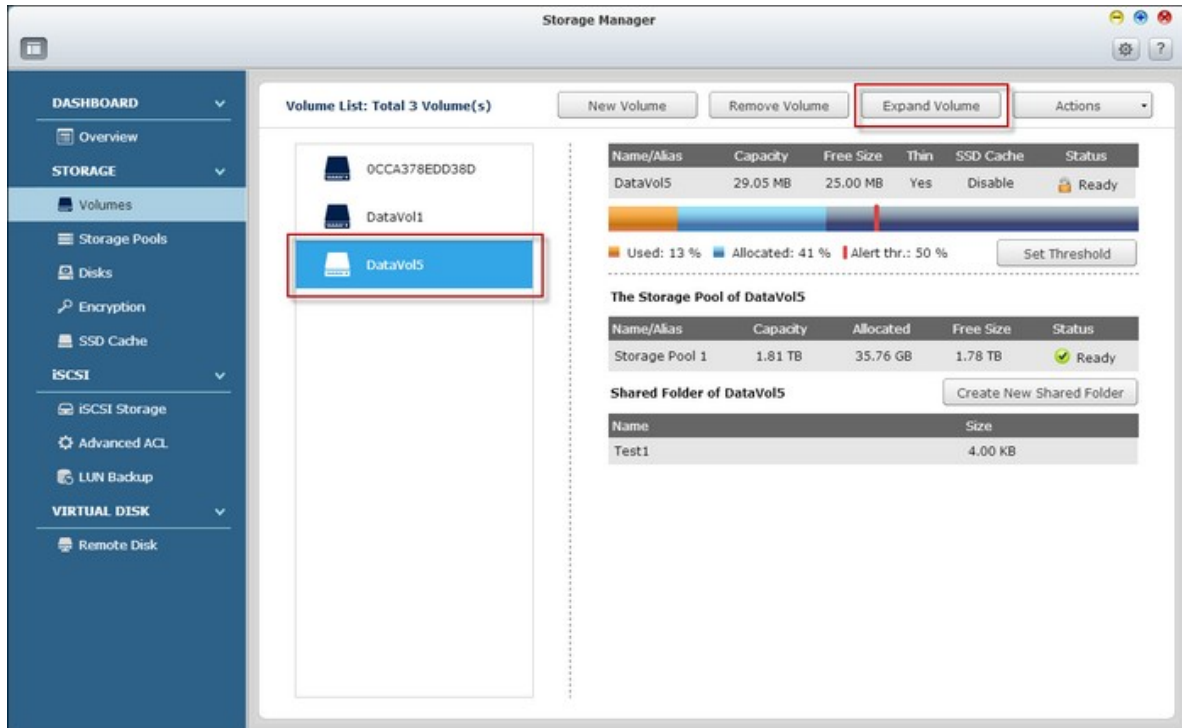 Storage Manager
?
DASHBOARD
Overview
STORAGE
Volumes
Storage Pools
Disks
Encryption
SSD Cache
iSCSI
iSCSI Storage
Advanced ACL
LUN Backup
VIRTUAL DISK
Remote Disk
Volume List: Total 3 Volume(s)
New Volume
Remove Volume
Expand Volume
Actions
0CCA378EDD38D
DataVol1
DataVol5
Name/Alias Capacity Free Size Thin SSD Cache Status
DataVol5 29.05 MB 25.00 MB Yes Disable Ready
Used: 13 % Allocated: 41 % Alert thr.: 50 % Set Threshold
The Storage Pool of DataVol5
Name/Alias Capacity Allocated Free Size Status
Storage Pool 1 1.81 TB 35.76 GB 1.78 TB Ready
Shared Folder of DataVol5 Create New Shared Folder
Name Size
Test1 4.00 KB